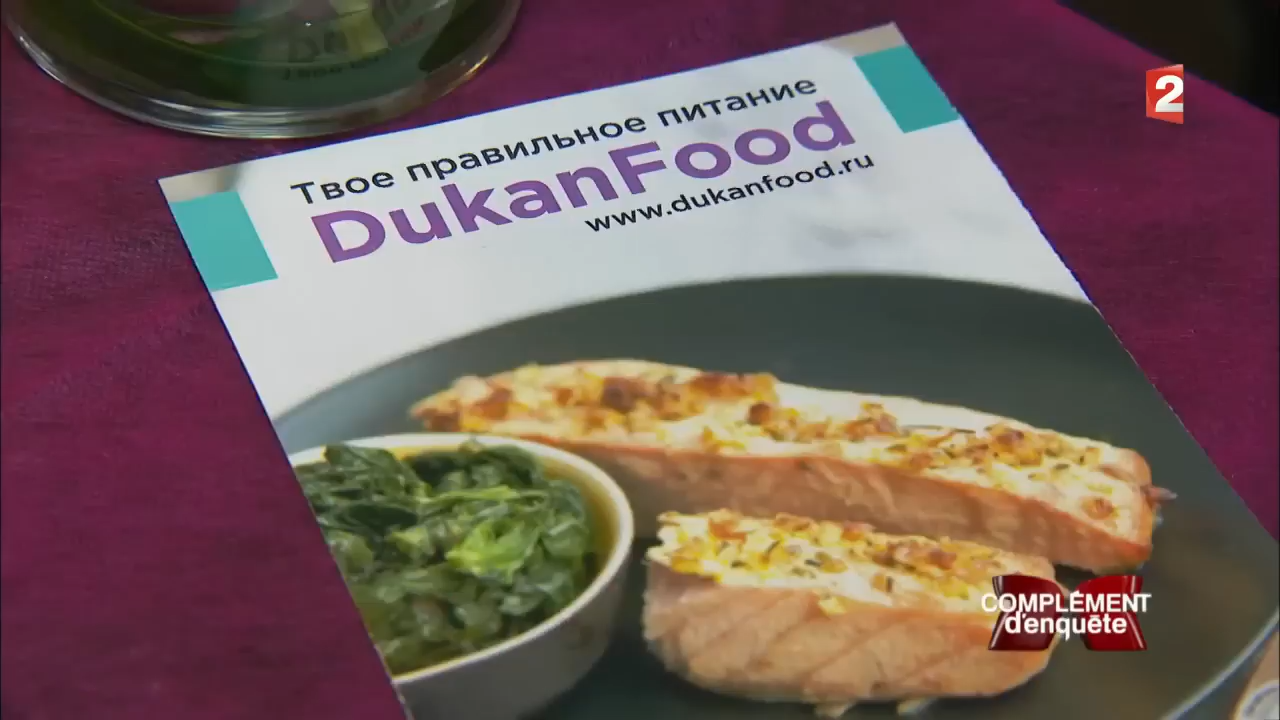 Твое правильное питание
DukanFood
www.dukanfood.ru
2
COMPLÉMENT
d'enquête